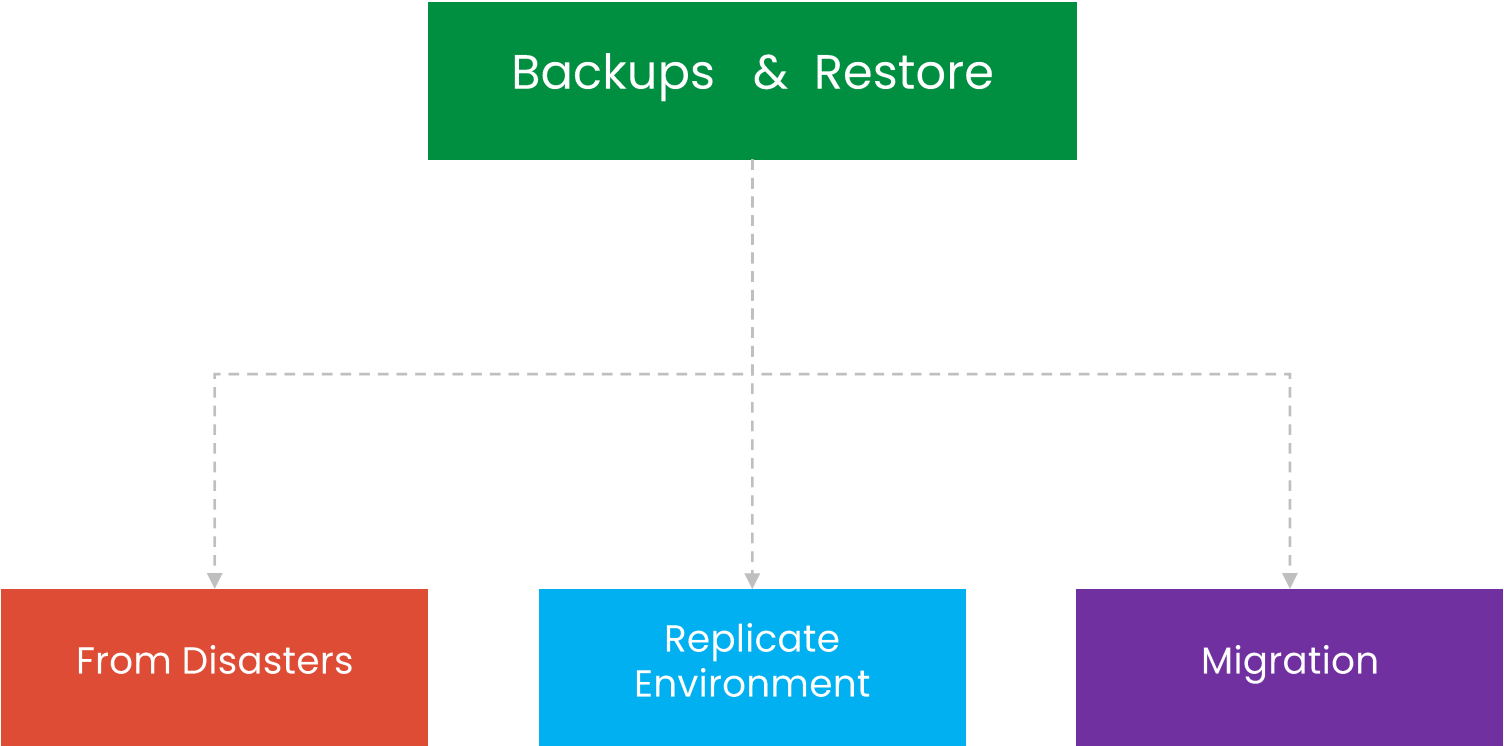 Backups & Restore
From Disasters
Replicate
Environment
Migration